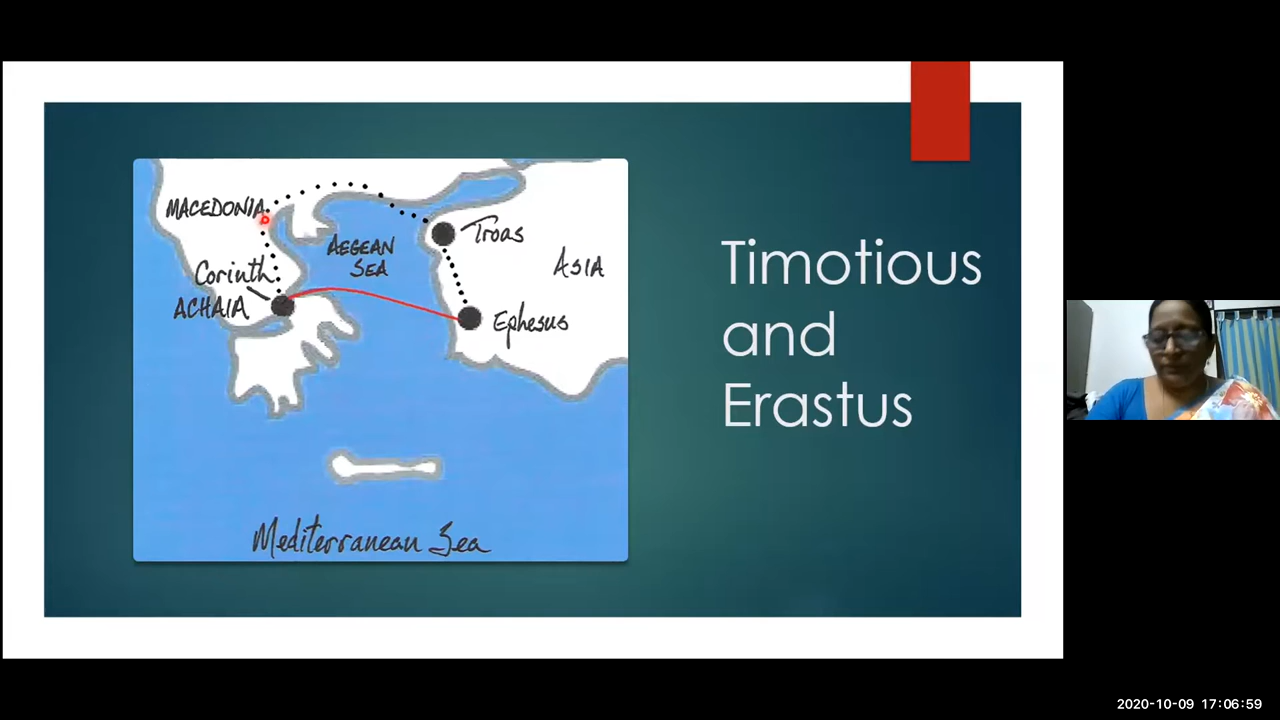 MACEDONIA
AEGEAN
SEA
Troas
ASIA
Corinth
ACHAIA
Ephesus
Mediterranean Sea
Timotious
and
Erastus
2020-10-09 17:06:59